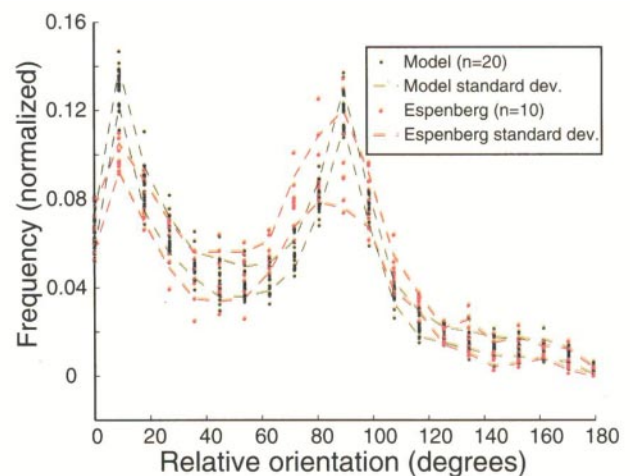 0.16
0.12
0.08
0.04
0
Frequency (normalized)
Model (n=20)
Model standard dev.
Espenberg (n=10)
Espenberg standard dev.
0 20 40 60 80 100 120 140 160 180
Relative orientation (degrees)